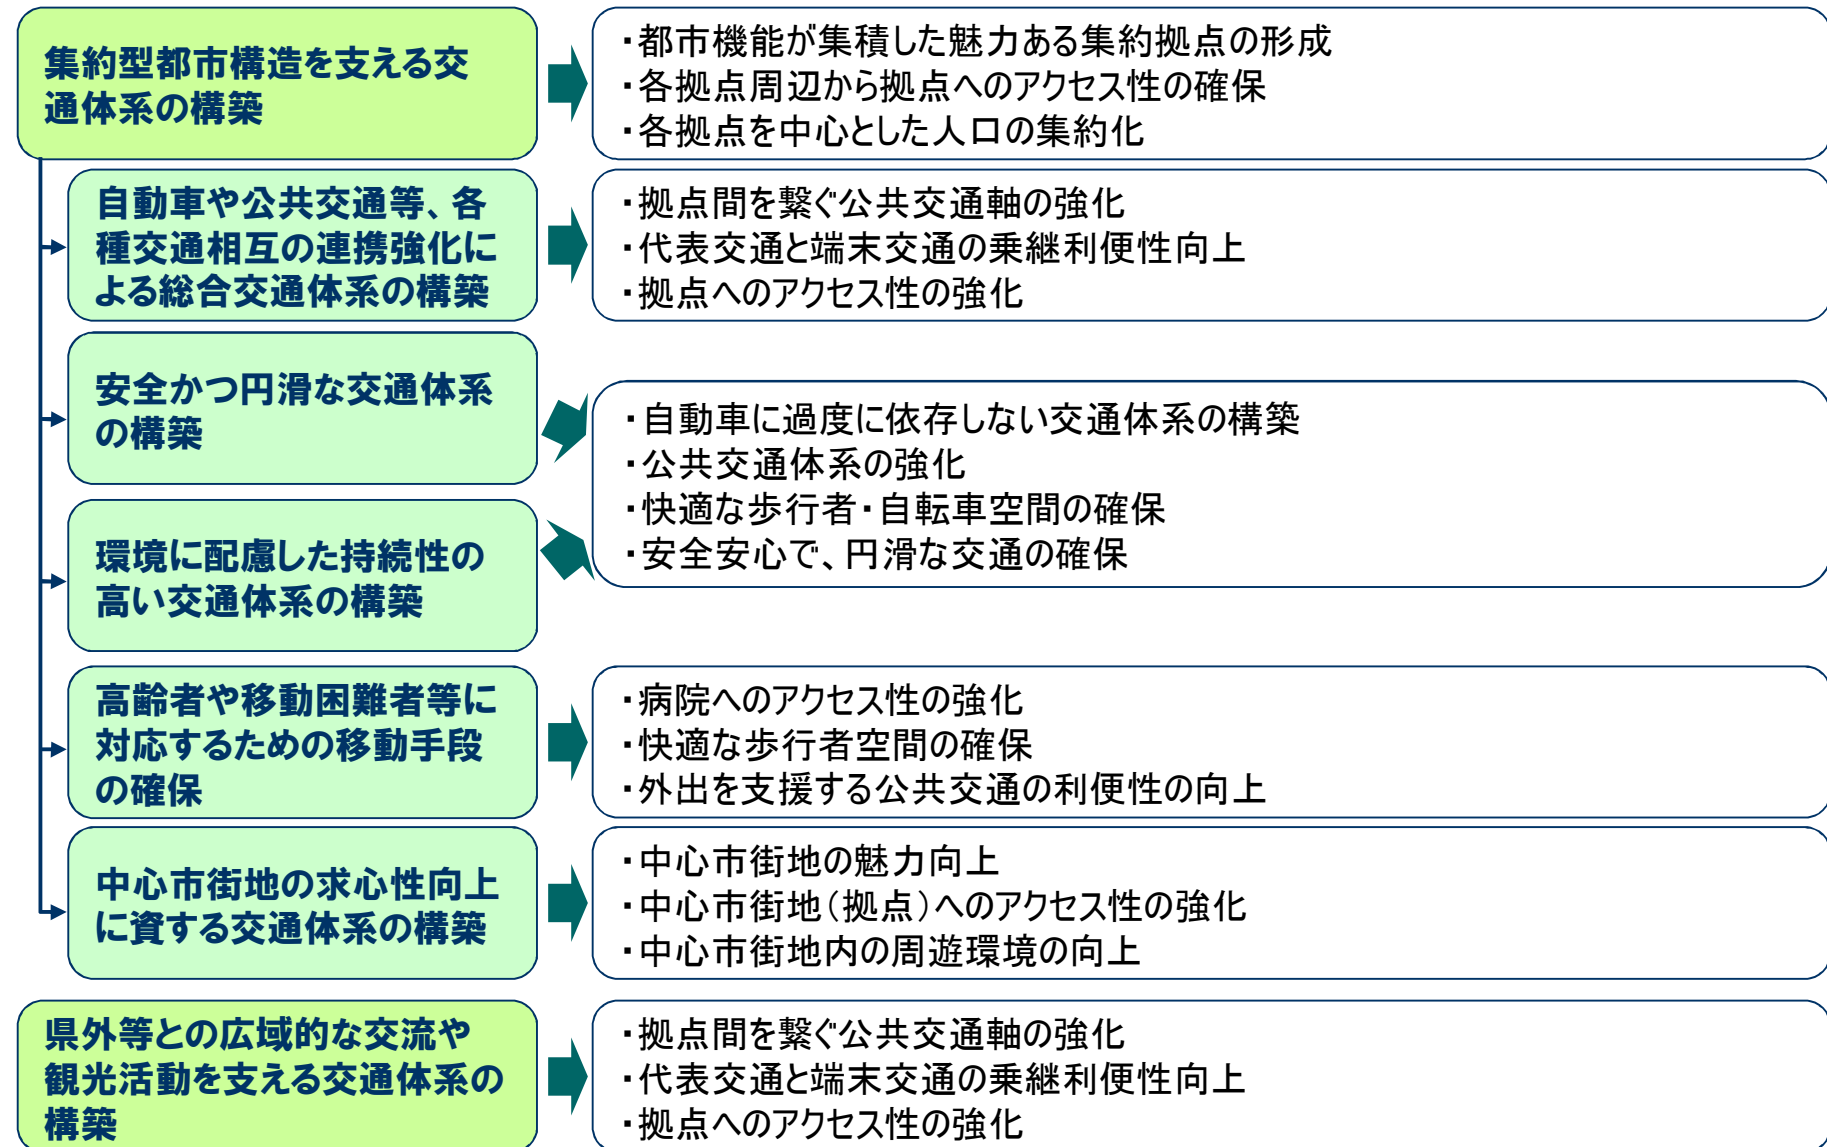 集約型都市構造を支える交
通体系の構築
・都市機能が集積した魅力ある集約拠点の形成
・各拠点周辺から拠点へのアクセス性の確保
・各拠点を中心とした人口の集約化
自動車や公共交通等、各
種交通相互の連携強化に
よる総合交通体系の構築
・拠点間を繋ぐ公共交通軸の強化
・代表交通と端末交通の乗継利便性向上
・拠点へのアクセス性の強化
安全かつ円滑な交通体系
の構築
環境に配慮した持続性の
高い交通体系の構築
・自動車に過度に依存しない交通体系の構築
・公共交通体系の強化
・快適な歩行者・自転車空間の確保
・安全安心で、円滑な交通の確保
高齢者や移動困難者等に
対応するための移動手段
の確保
・病院へのアクセス性の強化
・快適な歩行者空間の確保
・外出を支援する公共交通の利便性の向上
中心市街地の求心性向上
に資する交通体系の構築
・中心市街地の魅力向上
・中心市街地（拠点）へのアクセス性の強化
・中心市街地内の周遊環境の向上
県外等との広域的な交流や
観光活動を支える交通体系の
構築
・拠点間を繋ぐ公共交通軸の強化
・代表交通と端末交通の乗継利便性向上
・拠点へのアクセス性の強化